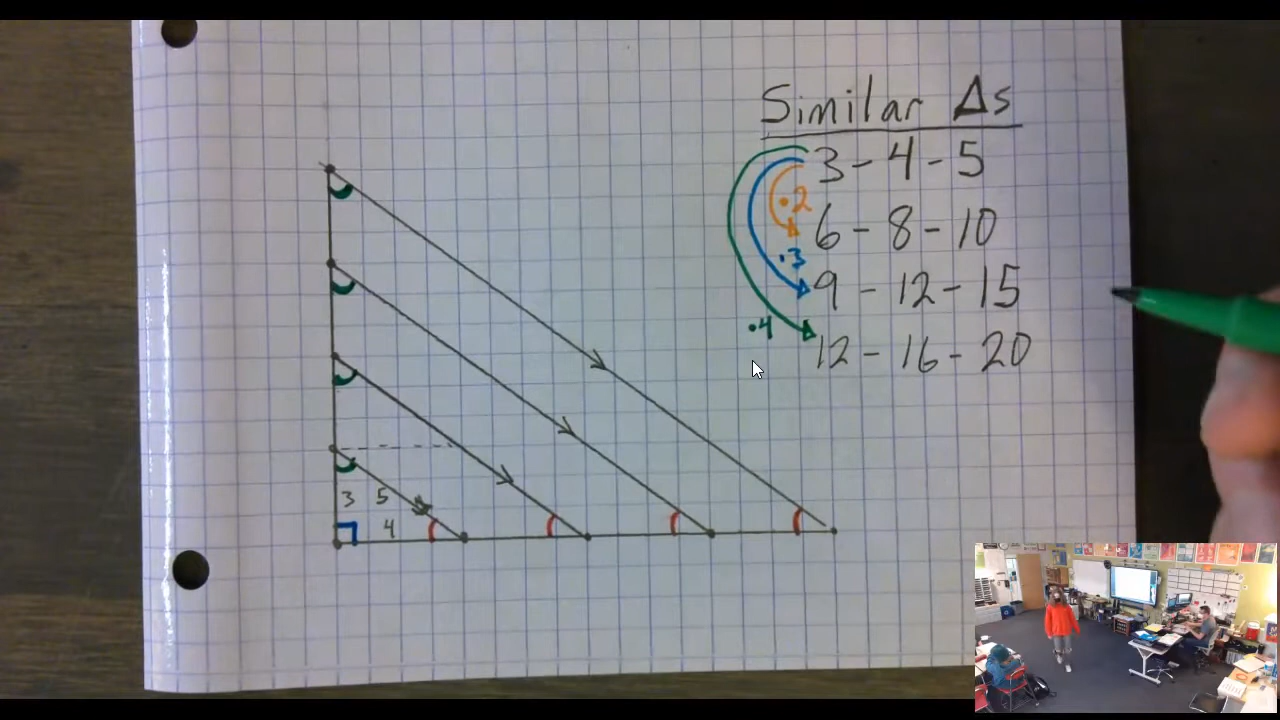 Similar Δs
3 - 4 - 5
·2
6 - 8 - 10
·3
9 - 12 - 15
·4
12 - 16 - 20
3 5
4